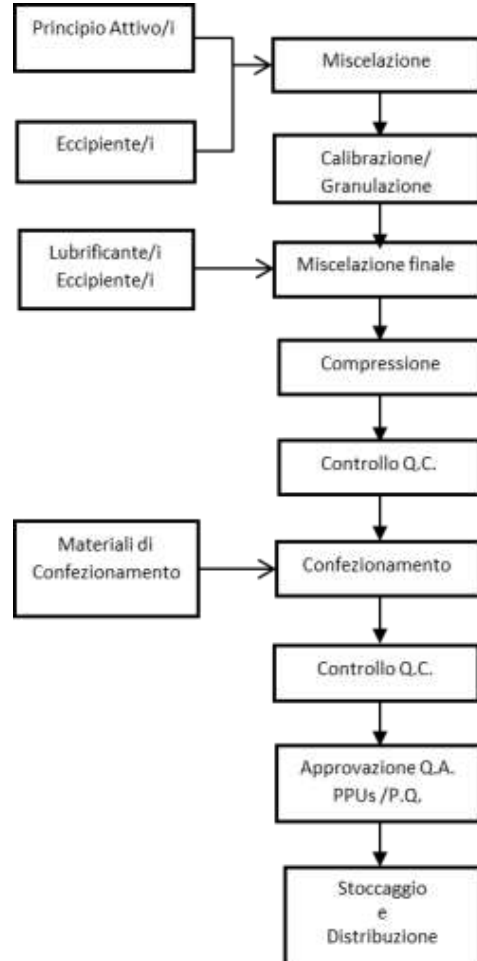 Principio Attivo/i
Miscelazione
Eccipiente/i
Calibrazione/
Granulazione
Lubrificante/i
Eccipiente/i
Miscelazione finale
Compressione
Controllo Q.C.
Materiali di
Confezionamento
Confezionamento
Controllo Q.C.
Approvazione Q.A.
PPUs /P.Q.
Stoccaggio
e
Distribuzione